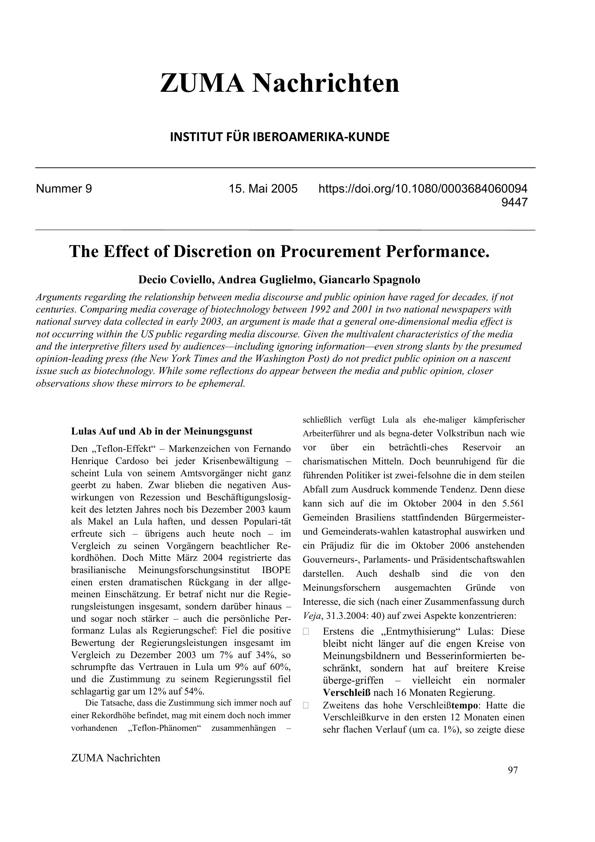 ZUMA Nachrichten
INSTITUT FÜR IBEROAMERIKA-KUNDE
Nummer 9 15. Mai 2005 https://doi.org/10.1080/0003684060094
9447
The Effect of Discretion on Procurement Performance.
Decio Coviello, Andrea Guglielmo, Giancarlo Spagnolo
Arguments regarding the relationship between media discourse and public opinion have raged for decades, if not
centuries. Comparing media coverage of biotechnology between 1992 and 2001 in two national newspapers with
national survey data collected in early 2003, an argument is made that a general one-dimensional media effect is
not occurring within the US public regarding media discourse. Given the multivalent characteristics of the media
and the interpretive filters used by audiences—including ignoring information—even strong slants by the presumed
opinion-leading press (the New York Times and the Washington Post) do not predict public opinion on a nascent
issue such as biotechnology. While some reflections do appear between the media and public opinion, closer
observations show these mirrors to be ephemeral.
Lulas Auf und Ab in der Meinungsgunst
Den „Teflon-Effekt“ – Markenzeichen von Fernando
Henrique Cardoso bei jeder Krisenbewältigung –
scheint Lula von seinem Amtsvorgänger nicht ganz
geerbt zu haben. Zwar blieben die negativen Aus-
wirkungen von Rezession und Beschäftigungslosig-
keit des letzten Jahres noch bis Dezember 2003 kaum
als Makel an Lula haften, und dessen Populari-tät
erfreute sich – übrigens auch heute noch – im
Vergleich zu seinen Vorgängern beachtlicher Re-
kordhöhen. Doch Mitte März 2004 registrierte das
brasilianische Meinungsforschungsinstitut IBOPE
einen ersten dramatischen Rückgang in der allge-
meinen Einschätzung. Er betraf nicht nur die Regie-
rungsleistungen insgesamt, sondern darüber hinaus –
und sogar noch stärker – auch die persönliche Per-
formanz Lulas als Regierungschef: Fiel die positive
Bewertung der Regierungsleistungen insgesamt im
Vergleich zu Dezember 2003 um 7% auf 34%, so
schrumpfte das Vertrauen in Lula um 9% auf 60%,
und die Zustimmung zu seinem Regierungsstil fiel
schlagartig gar um 12% auf 54%.
Die Tatsache, dass die Zustimmung sich immer noch auf
einer Rekordhöhe befindet, mag mit einem doch noch immer
vorhandenen „Teflon-Phänomen“ zusammenhängen –
schließlich verfügt Lula als ehe-maliger kämpferischer
Arbeiterführer und als begna-deter Volkstribun nach wie
vor über ein beträchtli-ches Reservoir an
charismatischen Mitteln. Doch beunruhigend für die
führenden Politiker ist zwei-felsohne die in dem steilen
Abfall zum Ausdruck kommende Tendenz. Denn diese
kann sich auf die im Oktober 2004 in den 5.561
Gemeinden Brasiliens stattfindenden Bürgermeister-
und Gemeinderats-wahlen katastrophal auswirken und
ein Präjudiz für die im Oktober 2006 anstehenden
Gouverneurs-, Parlaments- und Präsidentschaftswahlen
darstellen. Auch deshalb sind die von den
Meinungsforschern ausgemachten Gründe von
Interesse, die sich (nach einer Zusammenfassung durch
Veja, 31.3.2004: 40) auf zwei Aspekte konzentrieren:
Erstens die „Entmythisierung“ Lulas: Diese
bleibt nicht länger auf die engen Kreise von
Meinungsbildnern und Besserinformierten be-
schränkt, sondern hat auf breitere Kreise
überge-griffen – vielleicht ein normaler
Verschleiß nach 16 Monaten Regierung.
Zweitens das hohe Verschleißtempo: Hatte die
Verschleißkurve in den ersten 12 Monaten einen
sehr flachen Verlauf (um ca. 1%), so zeigte diese
ZUMA Nachrichten
97